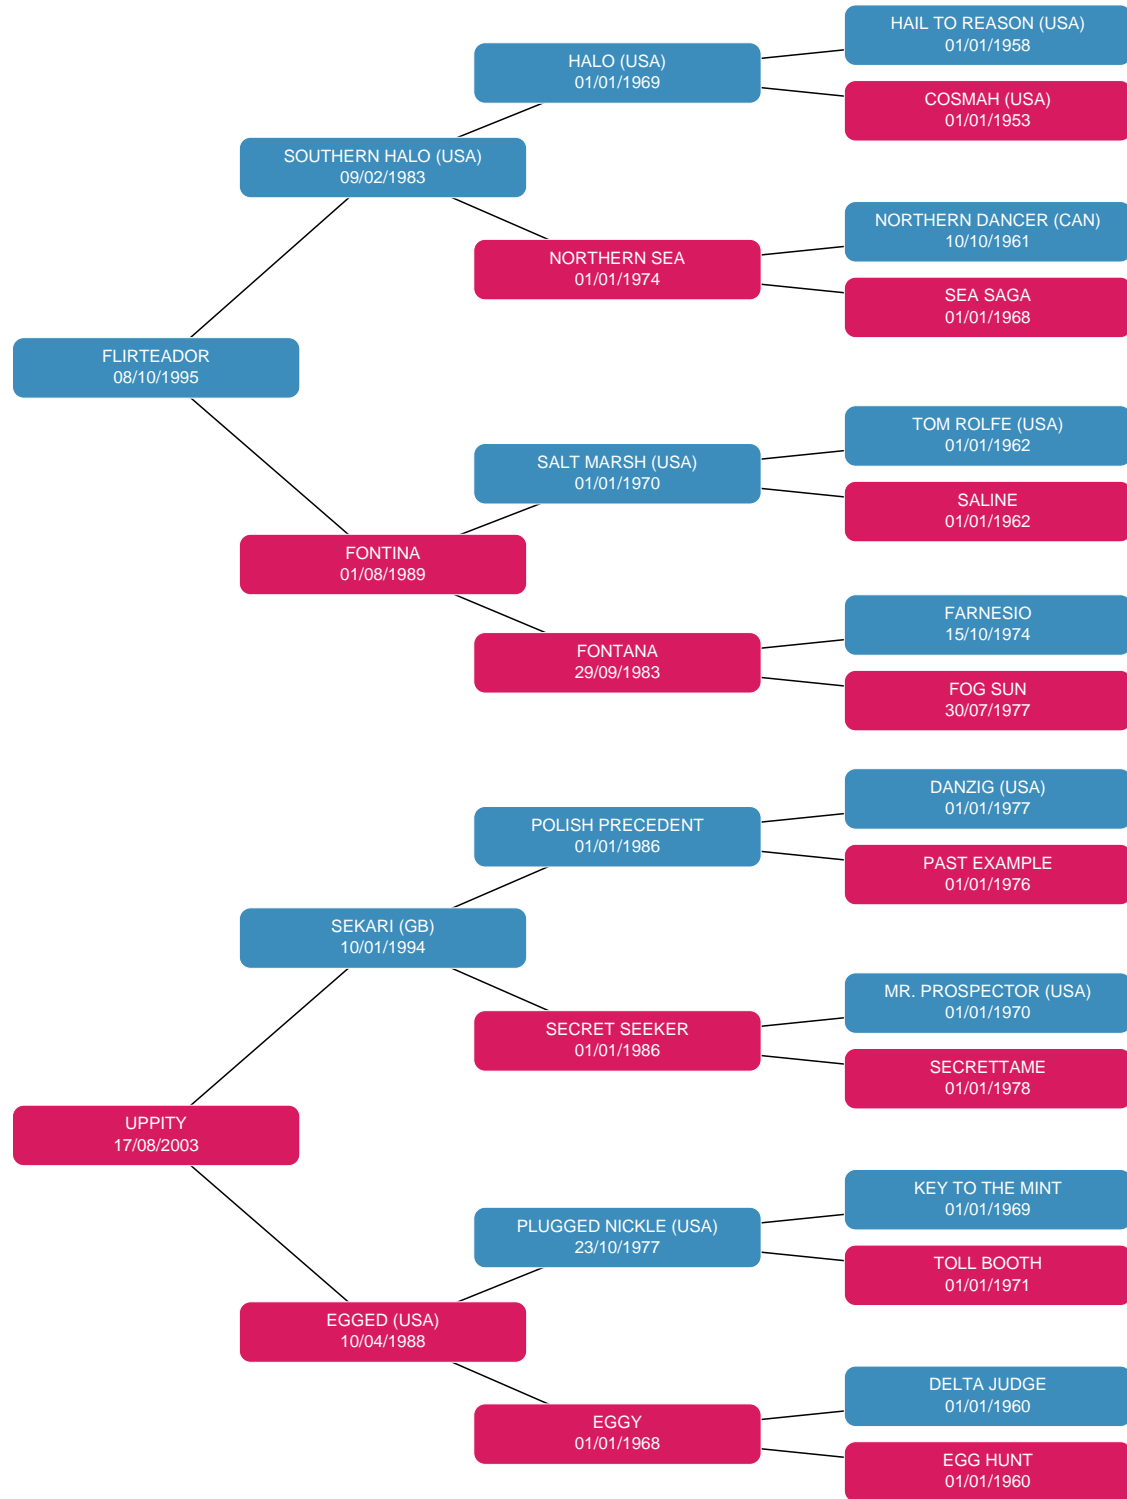 HAIL TO REASON (USA)
01/01/1958
HALO (USA)
01/01/1969
COSMAH (USA)
01/01/1953
SOUTHERN HALO (USA)
09/02/1983
NORTHERN DANCER (CAN)
10/10/1961
NORTHERN SEA
01/01/1974
SEA SAGA
01/01/1968
FLIRTEADOR
08/10/1995
TOM ROLFE (USA)
01/01/1962
SALT MARSH (USA)
01/01/1970
SALINE
01/01/1962
FONTINA
01/08/1989
FARNESIO
15/10/1974
FONTANA
29/09/1983
FOG SUN
30/07/1977
DANZIG (USA)
01/01/1977
POLISH PRECEDENT
01/01/1986
PAST EXAMPLE
01/01/1976
SEKARI (GB)
10/01/1994
MR. PROSPECTOR (USA)
01/01/1970
SECRET SEEKER
01/01/1986
SECRETTAME
01/01/1978
UPPITY
17/08/2003
KEY TO THE MINT
01/01/1969
PLUGGED NICKLE (USA)
23/10/1977
TOLL BOOTH
01/01/1971
EGGED (USA)
10/04/1988
DELTA JUDGE
01/01/1960
EGGY
01/01/1968
EGG HUNT
01/01/1960